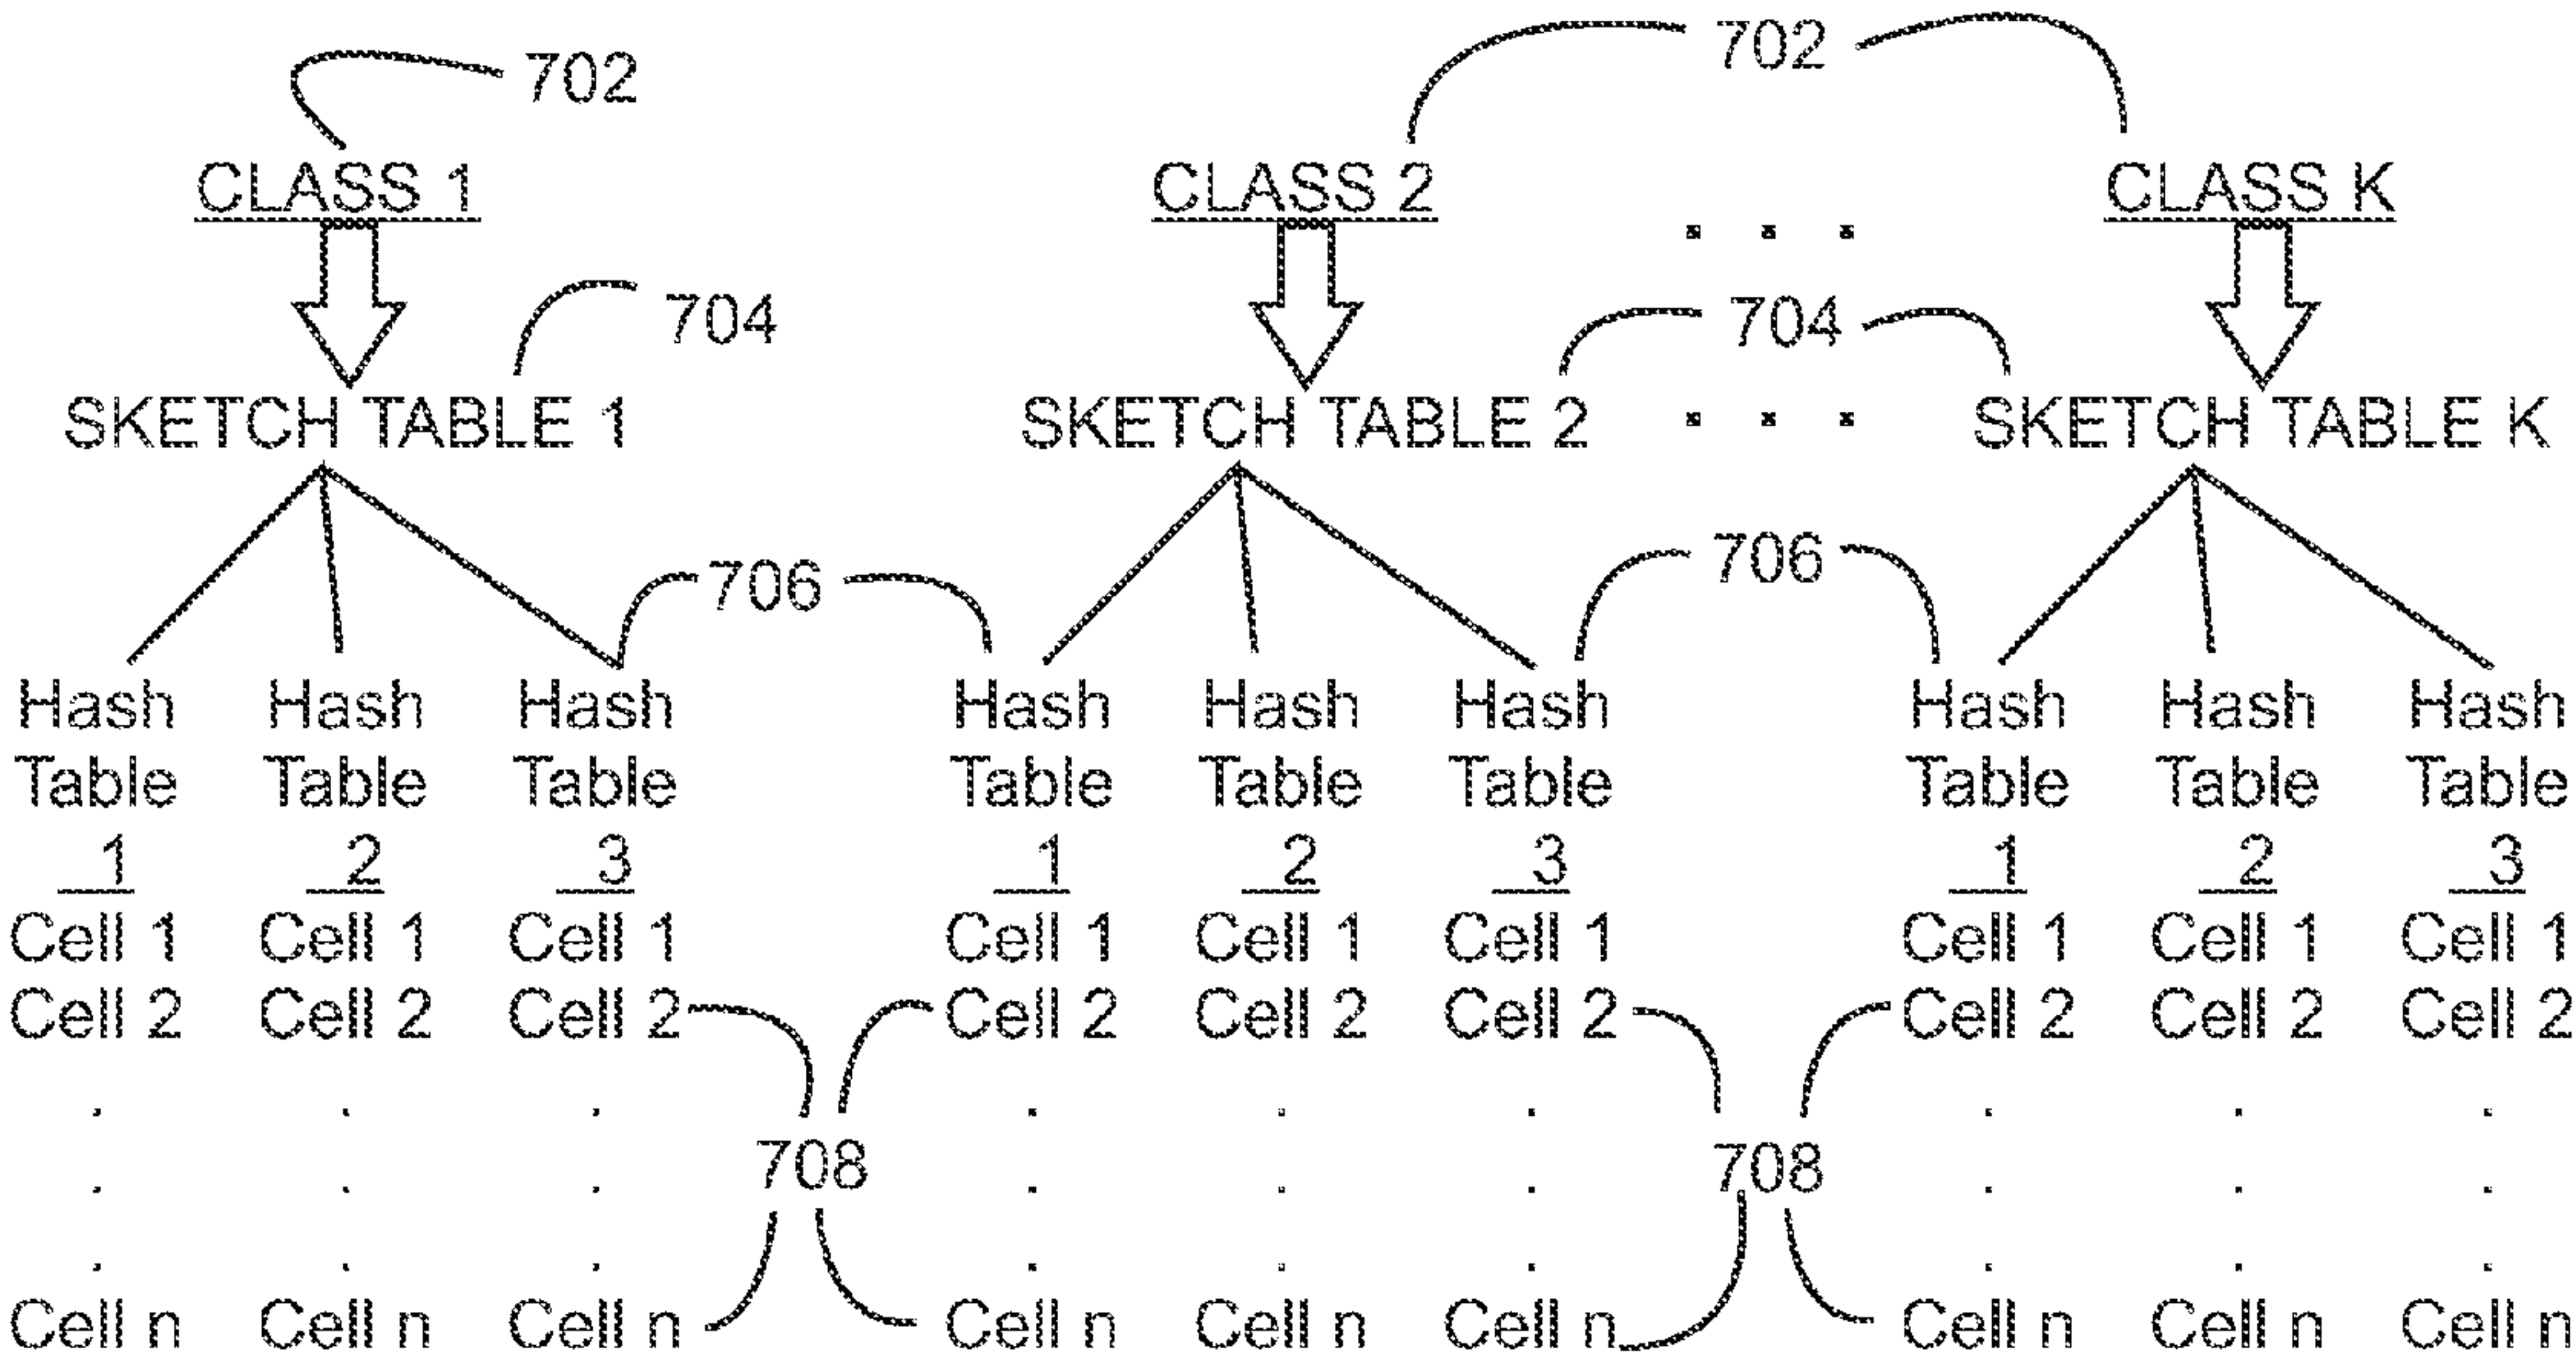 702 702
CLASS 1 CLASS 2 . . . CLASS K
704 704
SKETCH TABLE 1 SKETCH TABLE 2 . . . SKETCH TABLE K
706 706
Hash Hash Hash Hash Hash Hash Hash Hash Hash
Table Table Table Table Table Table Table Table Table
1 2 3 1 2 3 1 2 3
Cell 1 Cell 1 Cell 1 Cell 1 Cell 1 Cell 1 Cell 1 Cell 1 Cell 1
Cell 2 Cell 2 Cell 2 Cell 2 Cell 2 Cell 2 Cell 2 Cell 2 Cell 2
. . . . . . . . .
708 708
. . . . . . . . .
. . . . . . . . .
Cell n Cell n Cell n Cell n Cell n Cell n Cell n Cell n Cell n